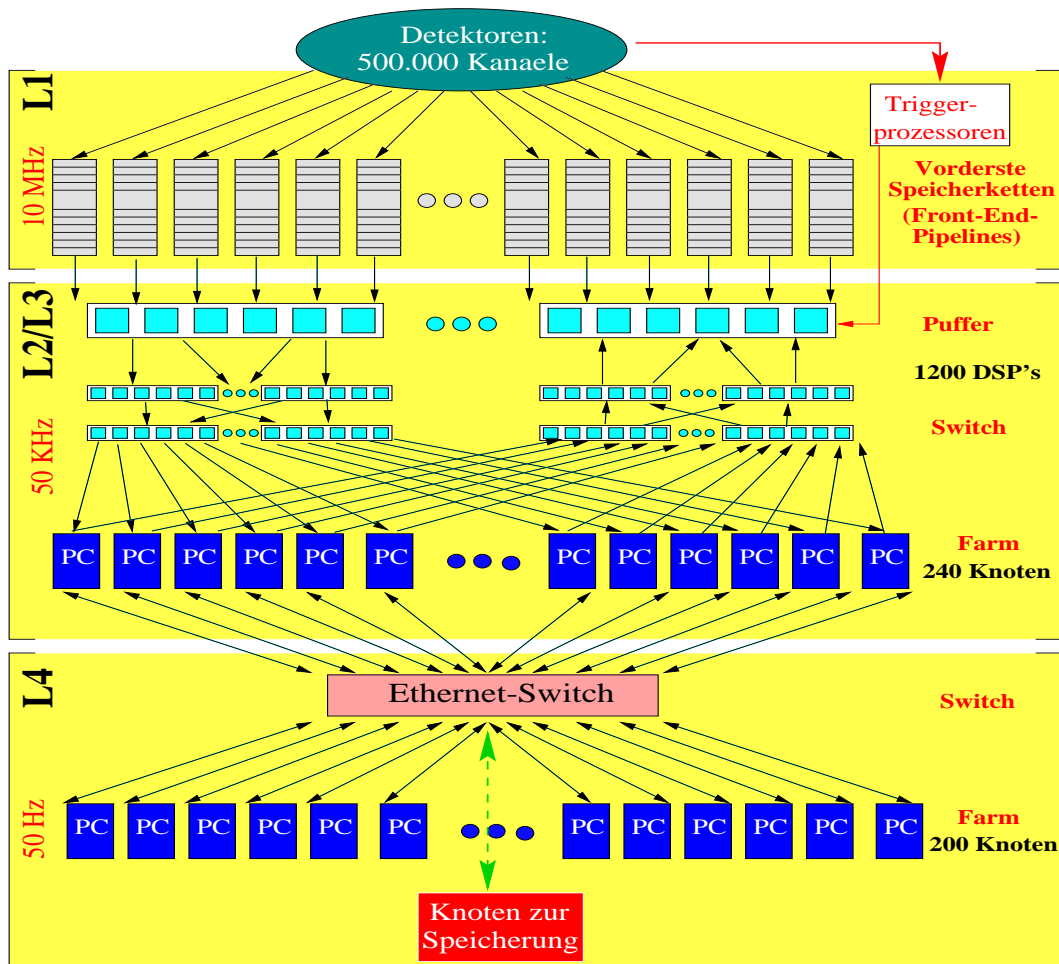 Detektoren:
500.000 Kanaele
L1
10 MHz
Trigger-
prozessoren
Vorderste
Speicherketten
(Front-End-
Pipelines)
L2/L3
50 KHz
Puffer
1200 DSP's
Switch
PC PC PC PC PC PC PC PC PC PC PC PC
Farm
240 Knoten
L4
50 Hz
Ethernet-Switch
Switch
PC PC PC PC PC PC PC PC PC PC PC PC
Farm
200 Knoten
Knoten zur
Speicherung